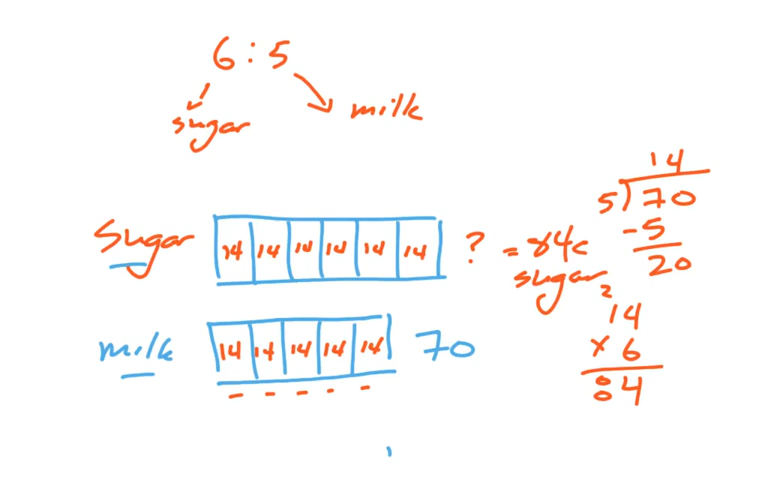 6 : 5
sugar
milk
14
5)70
-5
20
Sugar 14 14 14 14 14 14 ? = 84c
sugar
2
14
x 6
84
milk 14 14 14 14 14 70